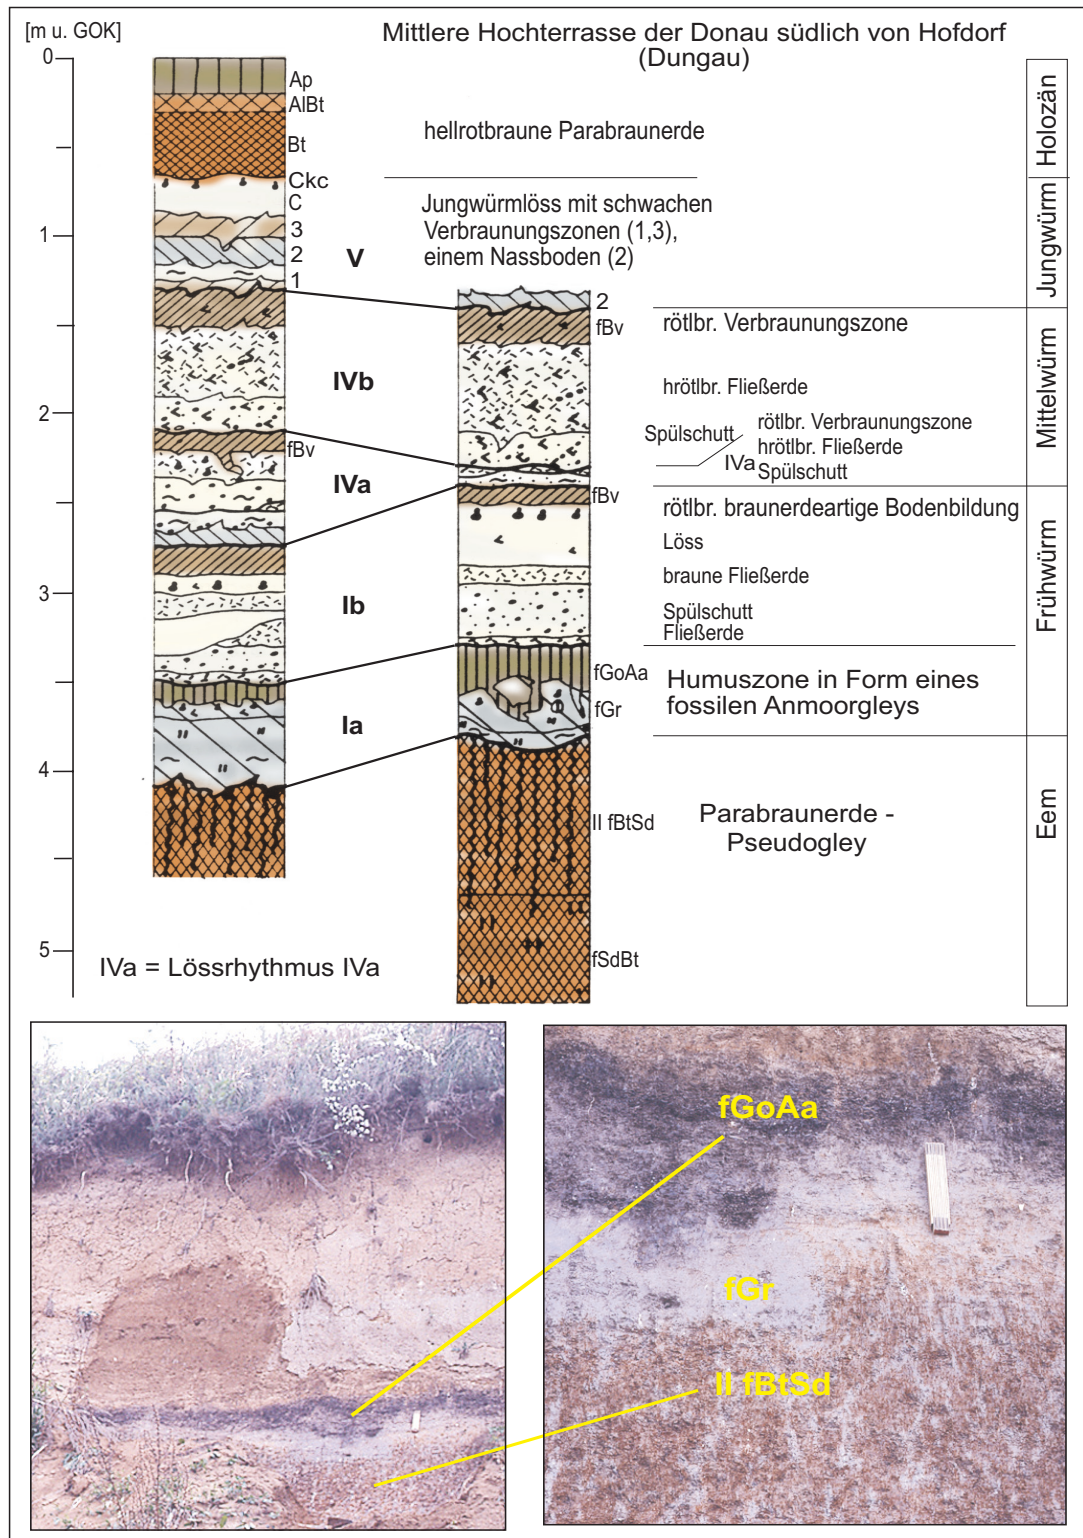 [m u. GOK]
Mittlere Hochterrasse der Donau südlich von Hofdorf
(Dungau)
0
1
2
3
4
5
Ap
AlBt
Bt
Ckc
C
3
2
1
fBv
V
IVb
IVa
Ib
Ia
2
fBv
fBv
fGoAa
fGr
II fBtSd
fSdBt
hellrotbraune Parabraunerde
Jungwürmlöss mit schwachen
Verbraunungszonen (1,3),
einem Nassboden (2)
rötlbr. Verbraunungszone
hrötlbr. Fließerde
Spülschutt
rötlbr. Verbraunungszone
hrötlbr. Fließerde
IVa
Spülschutt
rötlbr. braunerdeartige Bodenbildung
Löss
braune Fließerde
Spülschutt
Fließerde
Humuszone in Form eines
fossilen Anmoorgleys
Parabraunerde -
Pseudogley
Holozän
Jungwürm
Mittelwürm
Frühwürm
Eem
IVa = Lössrhythmus IVa
fGoAa
fGr
II fBtSd